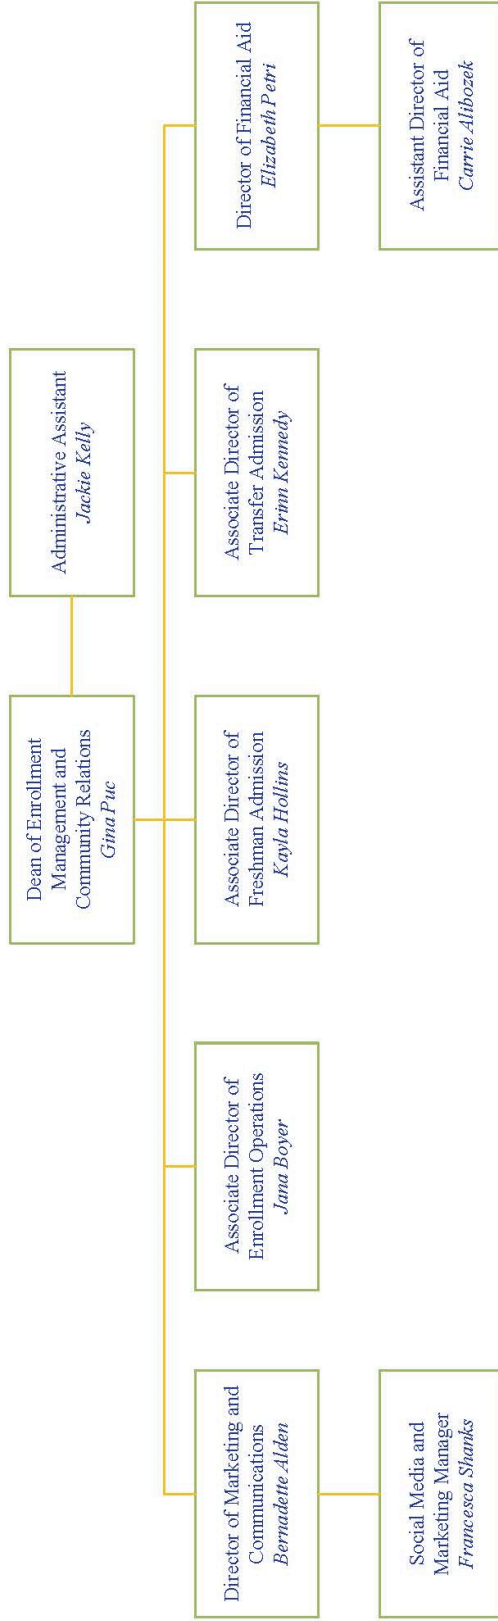 Dean of Enrollment
Management and
Community Relations
Gina Puc
Administrative Assistant
Jackie Kelly
Director of Marketing and
Communications
Bernadette Alden
Associate Director of
Enrollment Operations
Jana Boyer
Associate Director of
Freshman Admission
Kayla Hollins
Associate Director of
Transfer Admission
Erinn Kennedy
Director of Financial Aid
Elizabeth Petri
Social Media and
Marketing Manager
Francesca Shanks
Assistant Director of
Financial Aid
Carrie Alibozek